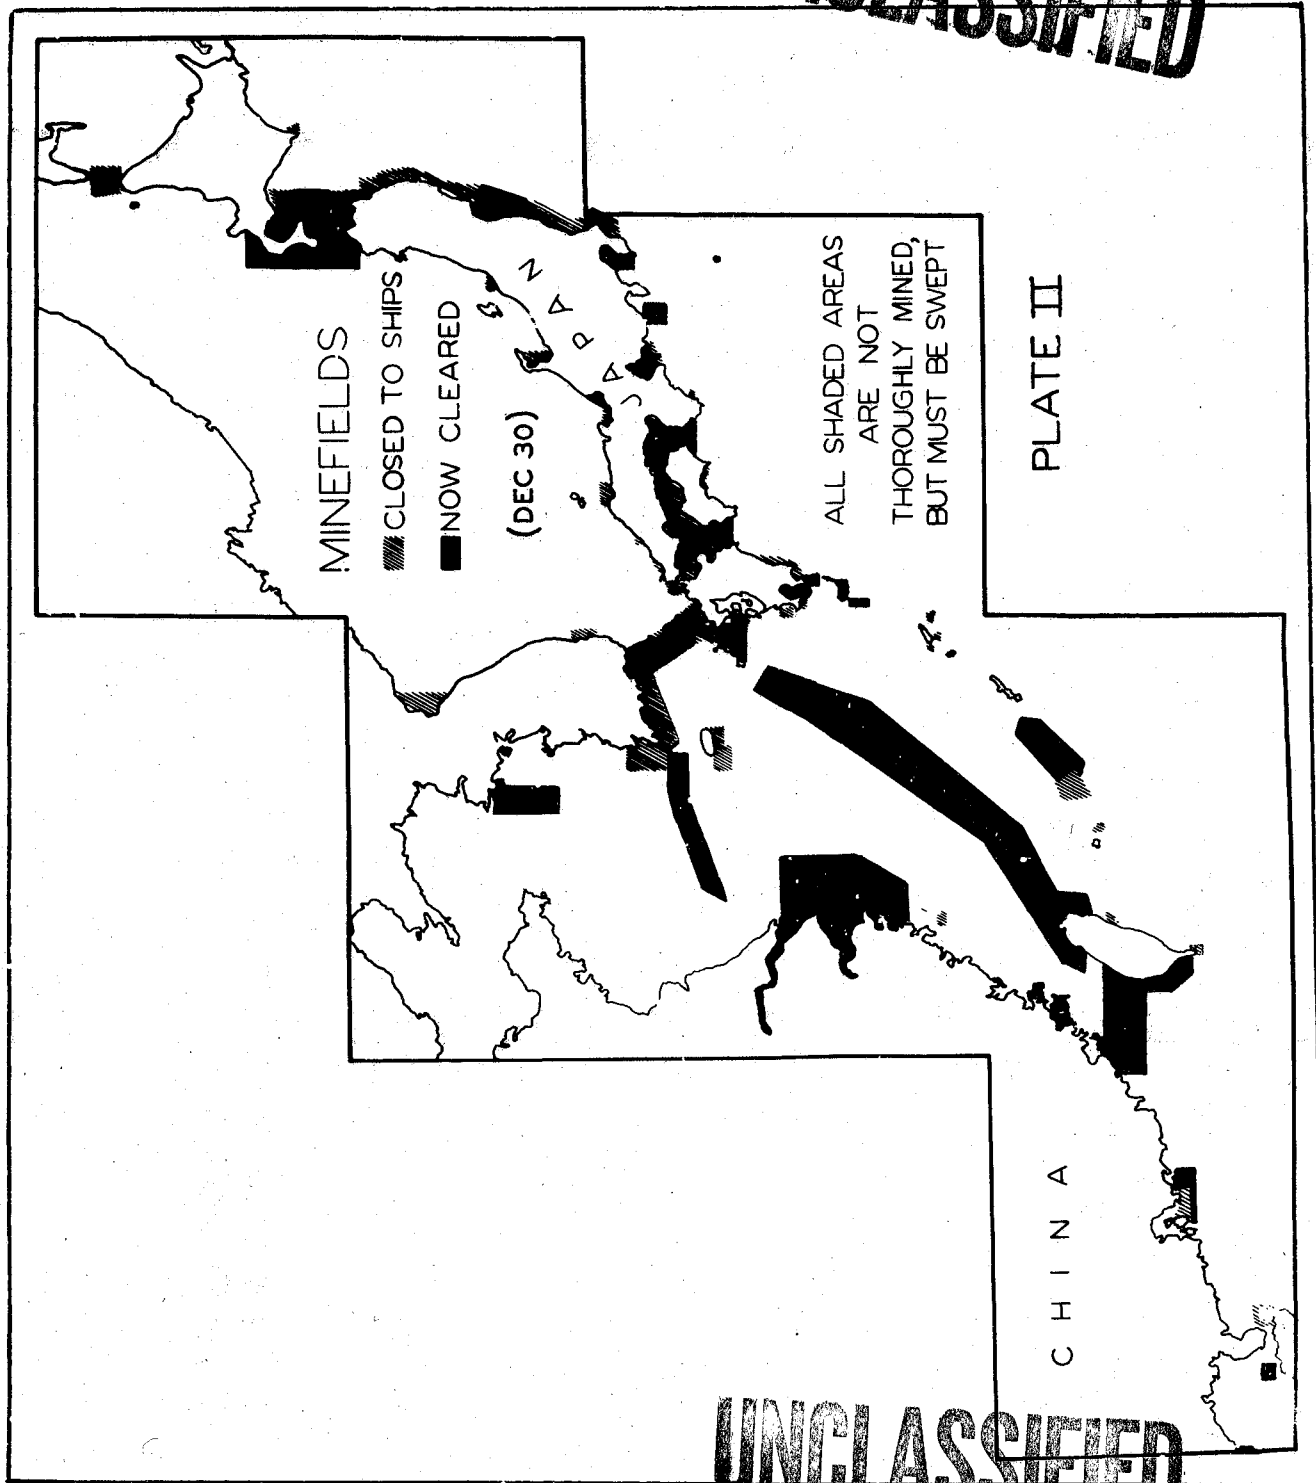 UNCLASSIFIED
MINEFIELDS
CLOSED TO SHIPS
NOW CLEARED
(DEC 30)
JAPAN
ALL SHADED AREAS
ARE NOT
THOROUGHLY MINED,
BUT MUST BE SWEPT
PLATE II
CHINA
UNCLASSIFIED